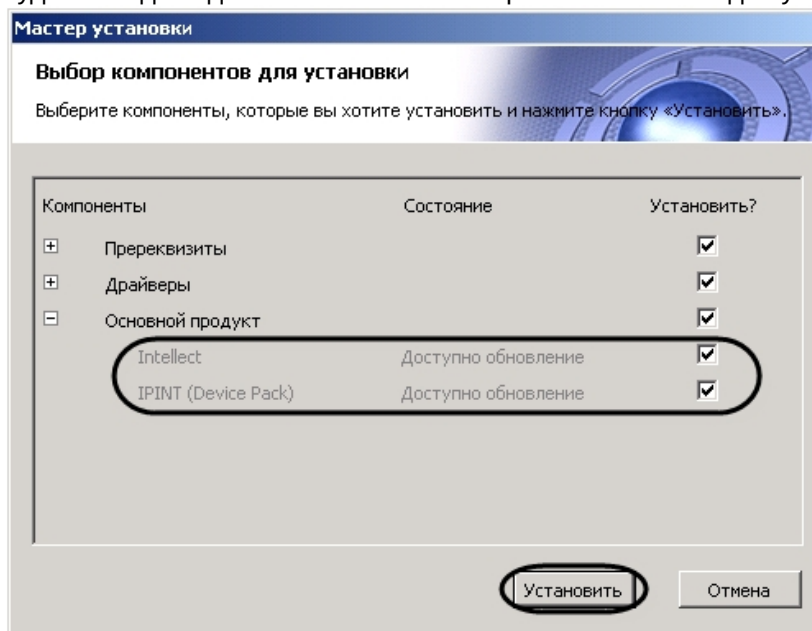 Мастер установки
Выбор компонентов для установки
Выберите компоненты, которые вы хотите установить и нажмите кнопку «Установить».
Компоненты Состояние Установить?
Пререквизиты
Драйверы
Основной продукт
Intellect Доступно обновление
IPINT (Device Pack) Доступно обновление
Установить Отмена